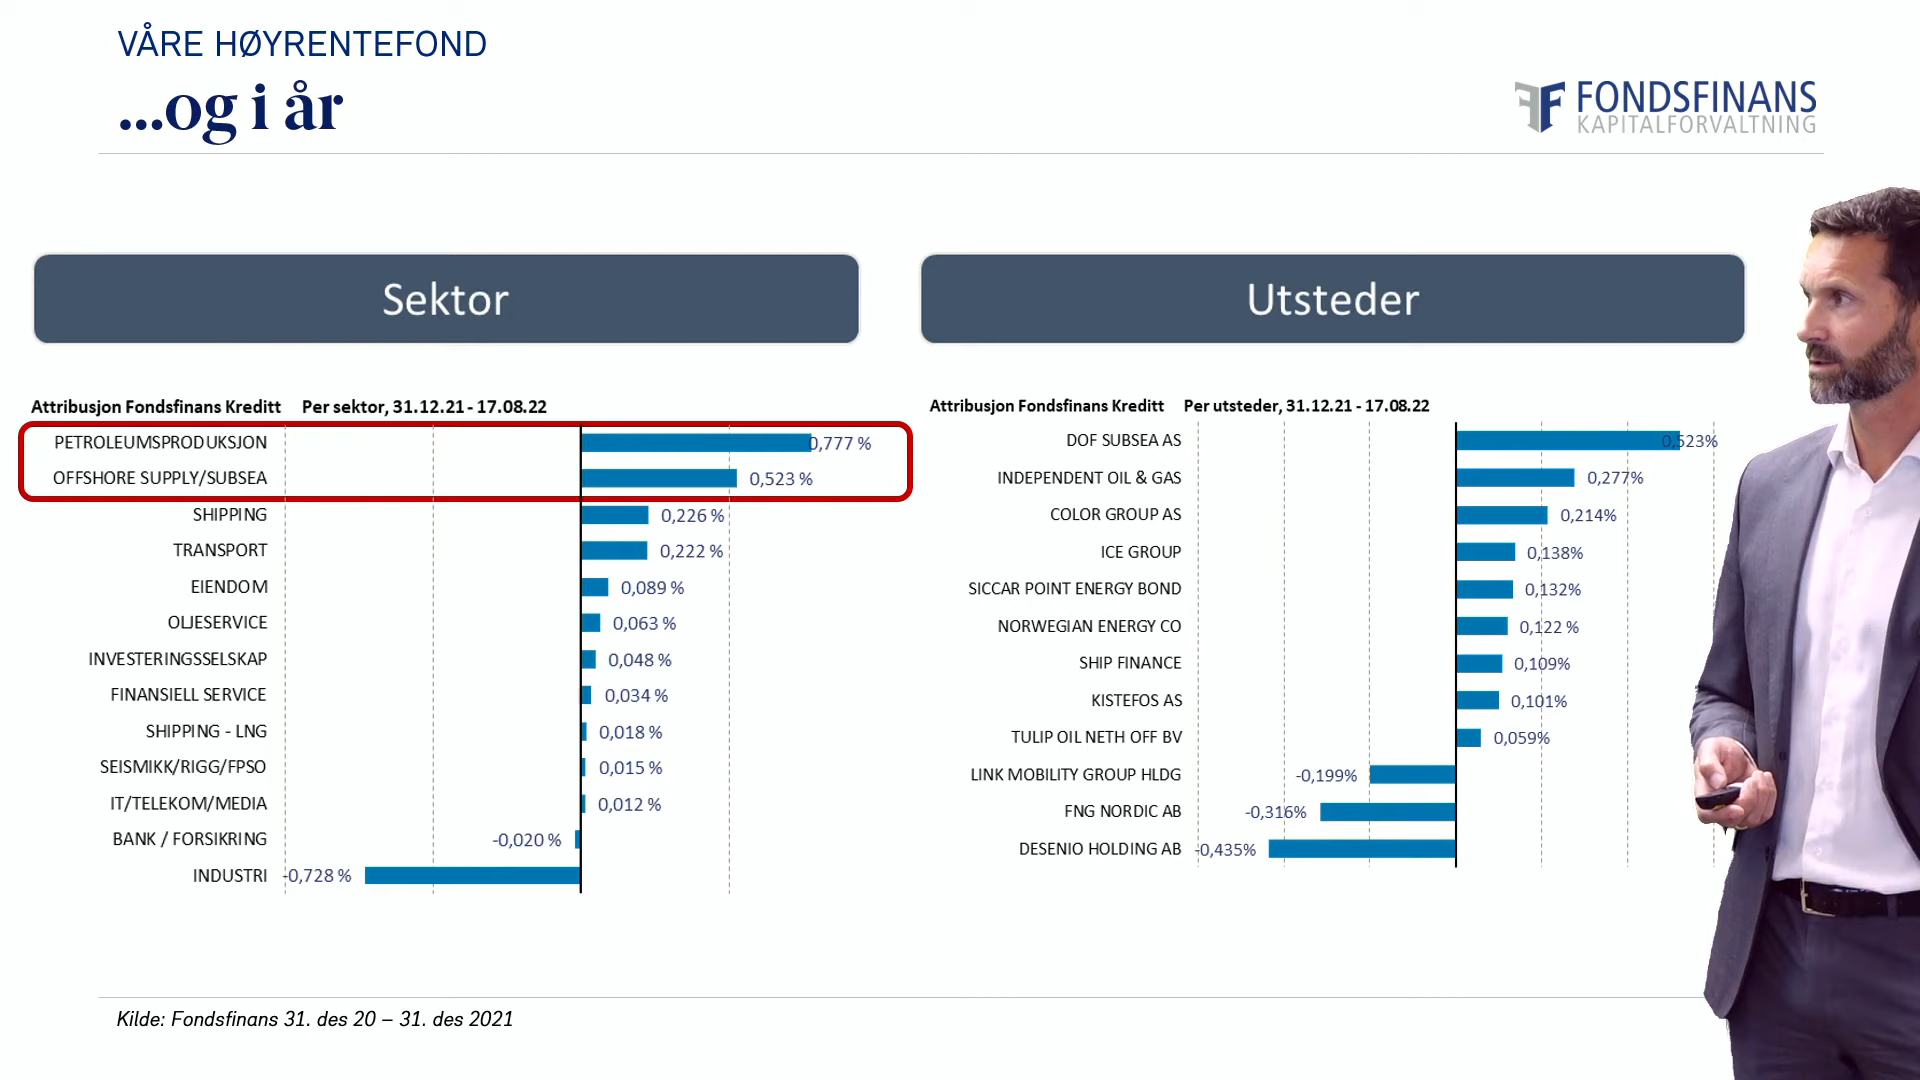 VÅRE HØYRENTEFOND
...og i år
FONDSFINANS
KAPITALFORVALTNING
Sektor
Attribusjon Fondsfinans Kreditt Per sektor, 31.12.21 - 17.08.22
PETROLEUMSPRODUKSJON 0,777 %
OFFSHORE SUPPLY/SUBSEA 0,523 %
SHIPPING 0,226 %
TRANSPORT 0,222 %
EIENDOM 0,089 %
OLJESERVICE 0,063 %
INVESTERINGSSELSKAP 0,048 %
FINANSIELL SERVICE 0,034 %
SHIPPING - LNG 0,018 %
SEISMIKK/RIGG/FPSO 0,015 %
IT/TELEKOM/MEDIA 0,012 %
BANK / FORSIKRING -0,020 %
INDUSTRI -0,728 %
Utsteder
Attribusjon Fondsfinans Kreditt Per utsteder, 31.12.21 - 17.08.22
DOF SUBSEA AS 0,523%
INDEPENDENT OIL & GAS 0,277%
COLOR GROUP AS 0,214%
ICE GROUP 0,138%
SICCAR POINT ENERGY BOND 0,132%
NORWEGIAN ENERGY CO 0,122 %
SHIP FINANCE 0,109%
KISTEFOS AS 0,101%
TULIP OIL NETH OFF BV 0,059%
LINK MOBILITY GROUP HLDG -0,199%
FNG NORDIC AB -0,316%
DESENIO HOLDING AB -0,435%
Kilde: Fondsfinans 31. des 20 – 31. des 2021